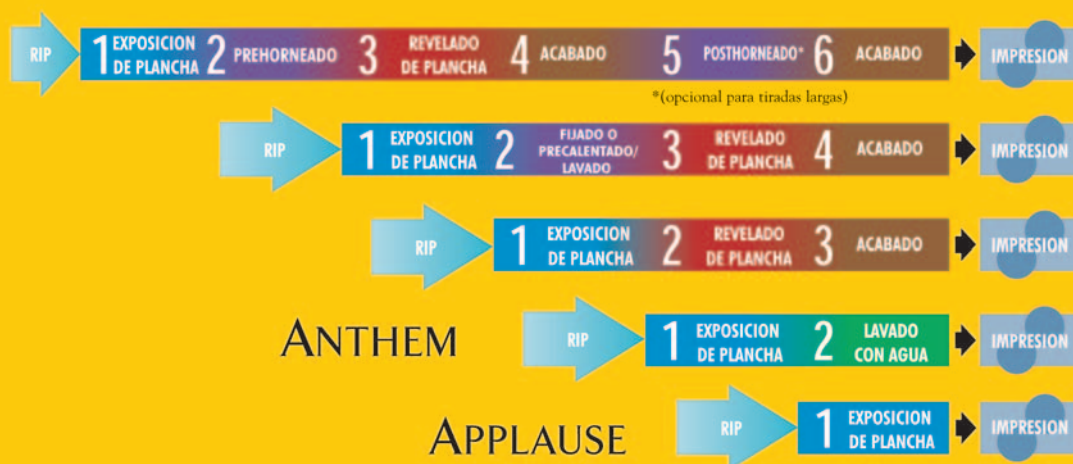 RIP
1 EXPOSICION
DE PLANCHA
2 PREHORNEADO
3 REVELADO
DE PLANCHA
4 ACABADO
5 POSTHORNEADO*
6 ACABADO
IMPRESION
*(opcional para tiradas largas)
RIP
1 EXPOSICION
DE PLANCHA
2 FIJADO O
PRECALENTADO/
LAVADO
3 REVELADO
DE PLANCHA
4 ACABADO
IMPRESION
RIP
1 EXPOSICION
DE PLANCHA
2 REVELADO
DE PLANCHA
3 ACABADO
IMPRESION
ANTHEM
RIP
1 EXPOSICION
DE PLANCHA
2 LAVADO
CON AGUA
IMPRESION
APPLAUSE
RIP
1 EXPOSICION
DE PLANCHA
IMPRESION